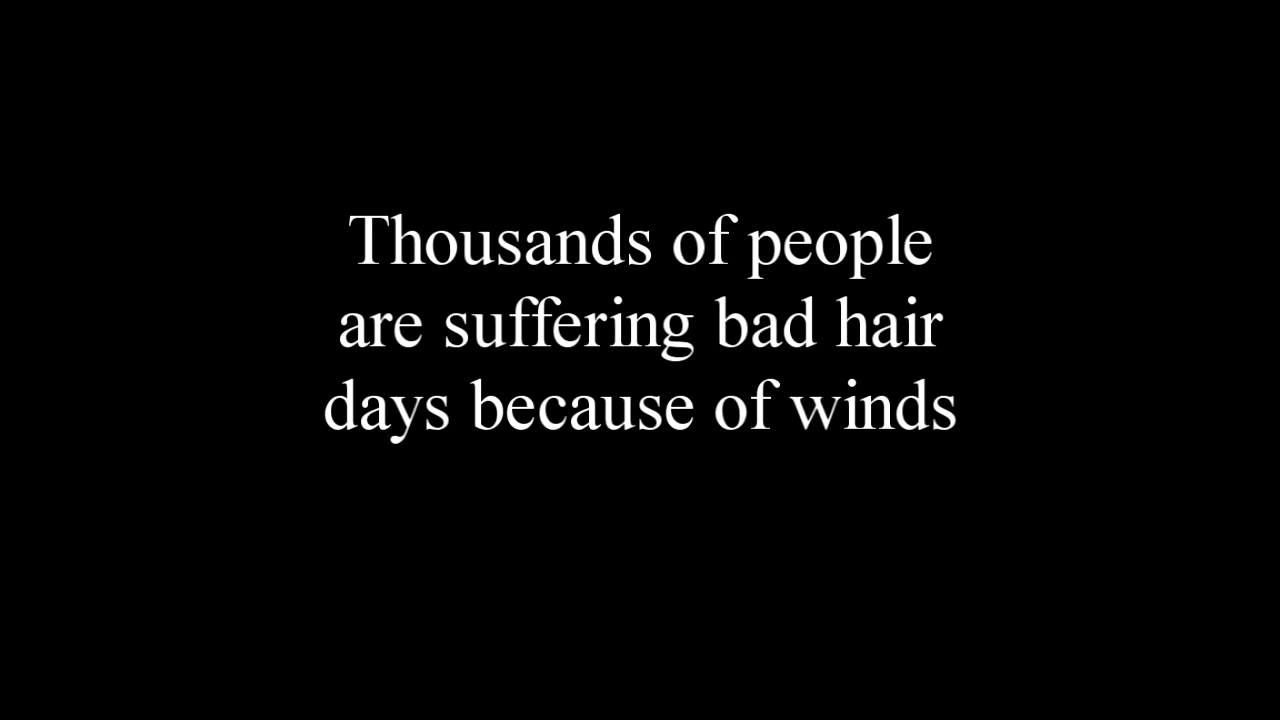 Thousands of people
are suffering bad hair
days because of winds